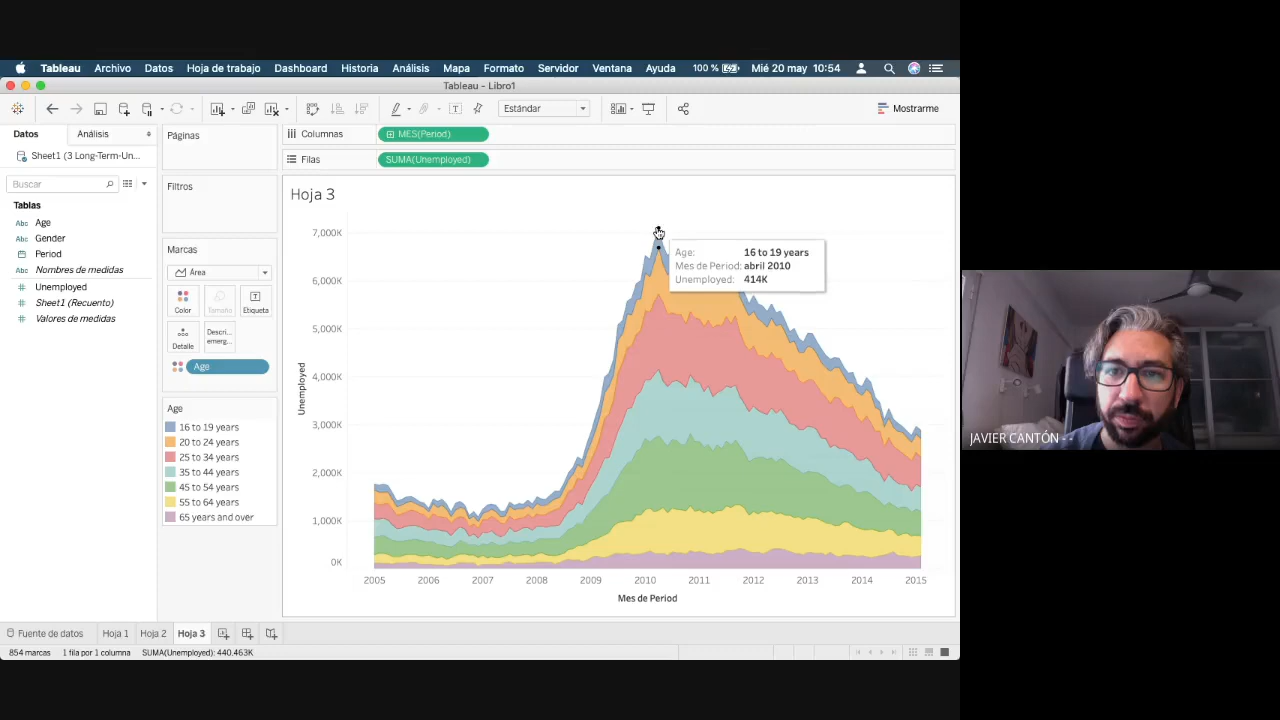 Tableau Archivo Datos Hoja de trabajo Dashboard Historia Análisis Mapa Formato Servidor Ventana Ayuda 100 % Mié 20 may 10:54
Tableau - Libro1
Estándar
Mostrarme
Datos Análisis
Sheet1 (3 Long-Term-Un...
Buscar
Tablas
Abc Age
Abc Gender
Period
Abc Nombres de medidas
Unemployed
Sheet1 (Recuento)
Valores de medidas
Páginas
Filtros
Marcas
Área
Color
Tamaño
Etiqueta
Detalle
Descri...
emerg...
Age
Age
16 to 19 years
20 to 24 years
25 to 34 years
35 to 44 years
45 to 54 years
55 to 64 years
65 years and over
Columnas MES(Period)
Filas SUMA(Unemployed)
Hoja 3
7,000K
6,000K
5,000K
4,000K
3,000K
2,000K
1,000K
0K
Unemployed
Age: 16 to 19 years
Mes de Period: abril 2010
Unemployed: 414K
2005 2006 2007 2008 2009 2010 2011 2012 2013 2014 2015
Mes de Period
Fuente de datos Hoja 1 Hoja 2 Hoja 3
854 marcas 1 fila por 1 columna SUMA(Unemployed): 440.463K
JAVIER CANTÓN - -